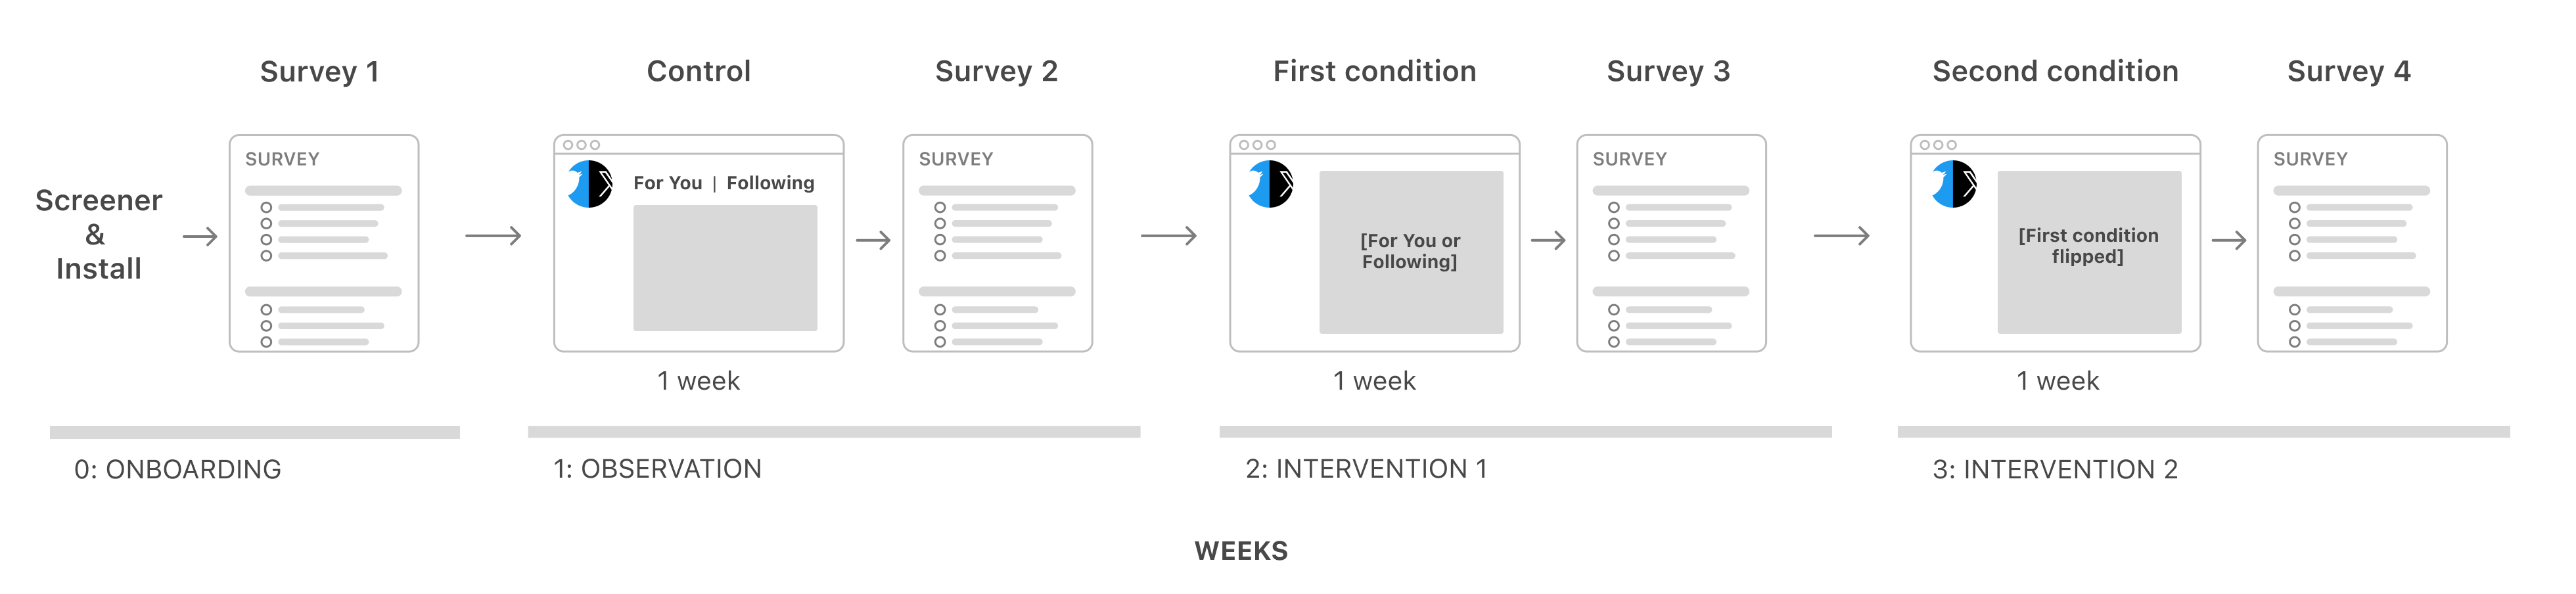 Survey 1
Control
Survey 2
First condition
Survey 3
Second condition
Survey 4
Screener
&
Install
SURVEY
For You | Following
SURVEY
[For You or
Following]
SURVEY
[First condition
flipped]
SURVEY
1 week
1 week
1 week
0: ONBOARDING
1: OBSERVATION
2: INTERVENTION 1
3: INTERVENTION 2
WEEKS